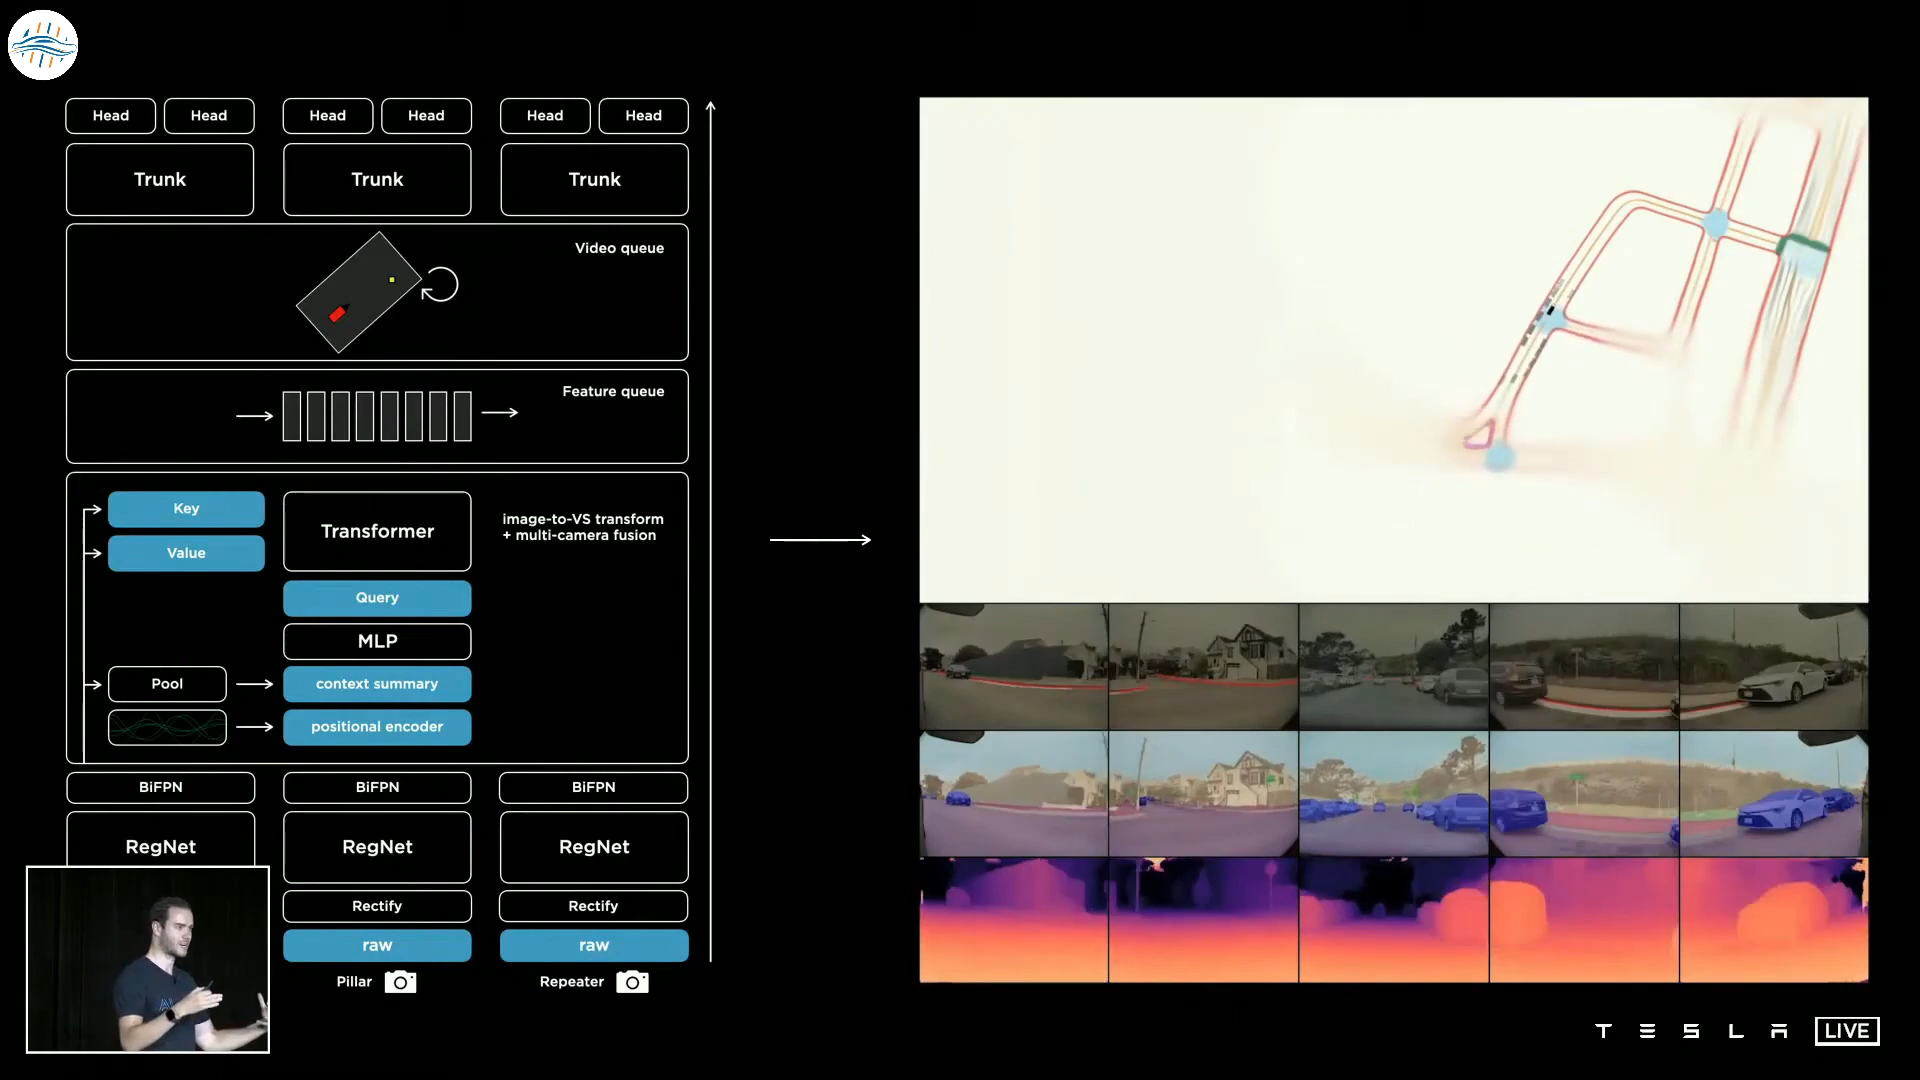 Head Head Head Head Head Head
Trunk Trunk Trunk
Video queue
Feature queue
Key
Value
Transformer
image-to-VS transform
+ multi-camera fusion
Query
MLP
Pool
context summary
positional encoder
BiFPN BiFPN BiFPN
RegNet RegNet RegNet
Rectify Rectify
raw raw
Pillar Repeater
TESLA LIVE